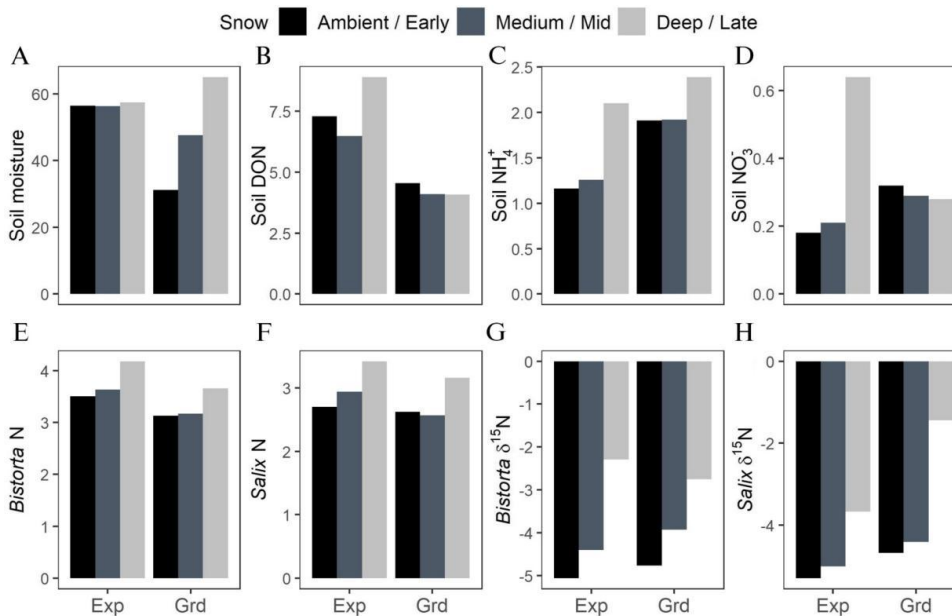 Snow Ambient / Early Medium / Mid Deep / Late
A B C D
Soil moisture
60
40
20
0
Soil DON
7.5
5.0
2.5
0.0
Soil NH₄⁺
2.5
2.0
1.5
1.0
0.5
0.0
Soil NO₃⁻
0.6
0.4
0.2
0.0
E F G H
Bistorta N
4
3
2
1
0
Exp Grd
Salix N
3
2
1
0
Exp Grd
Bistorta δ¹⁵N
0
-1
-2
-3
-4
-5
Exp Grd
Salix δ¹⁵N
0
-2
-4
Exp Grd